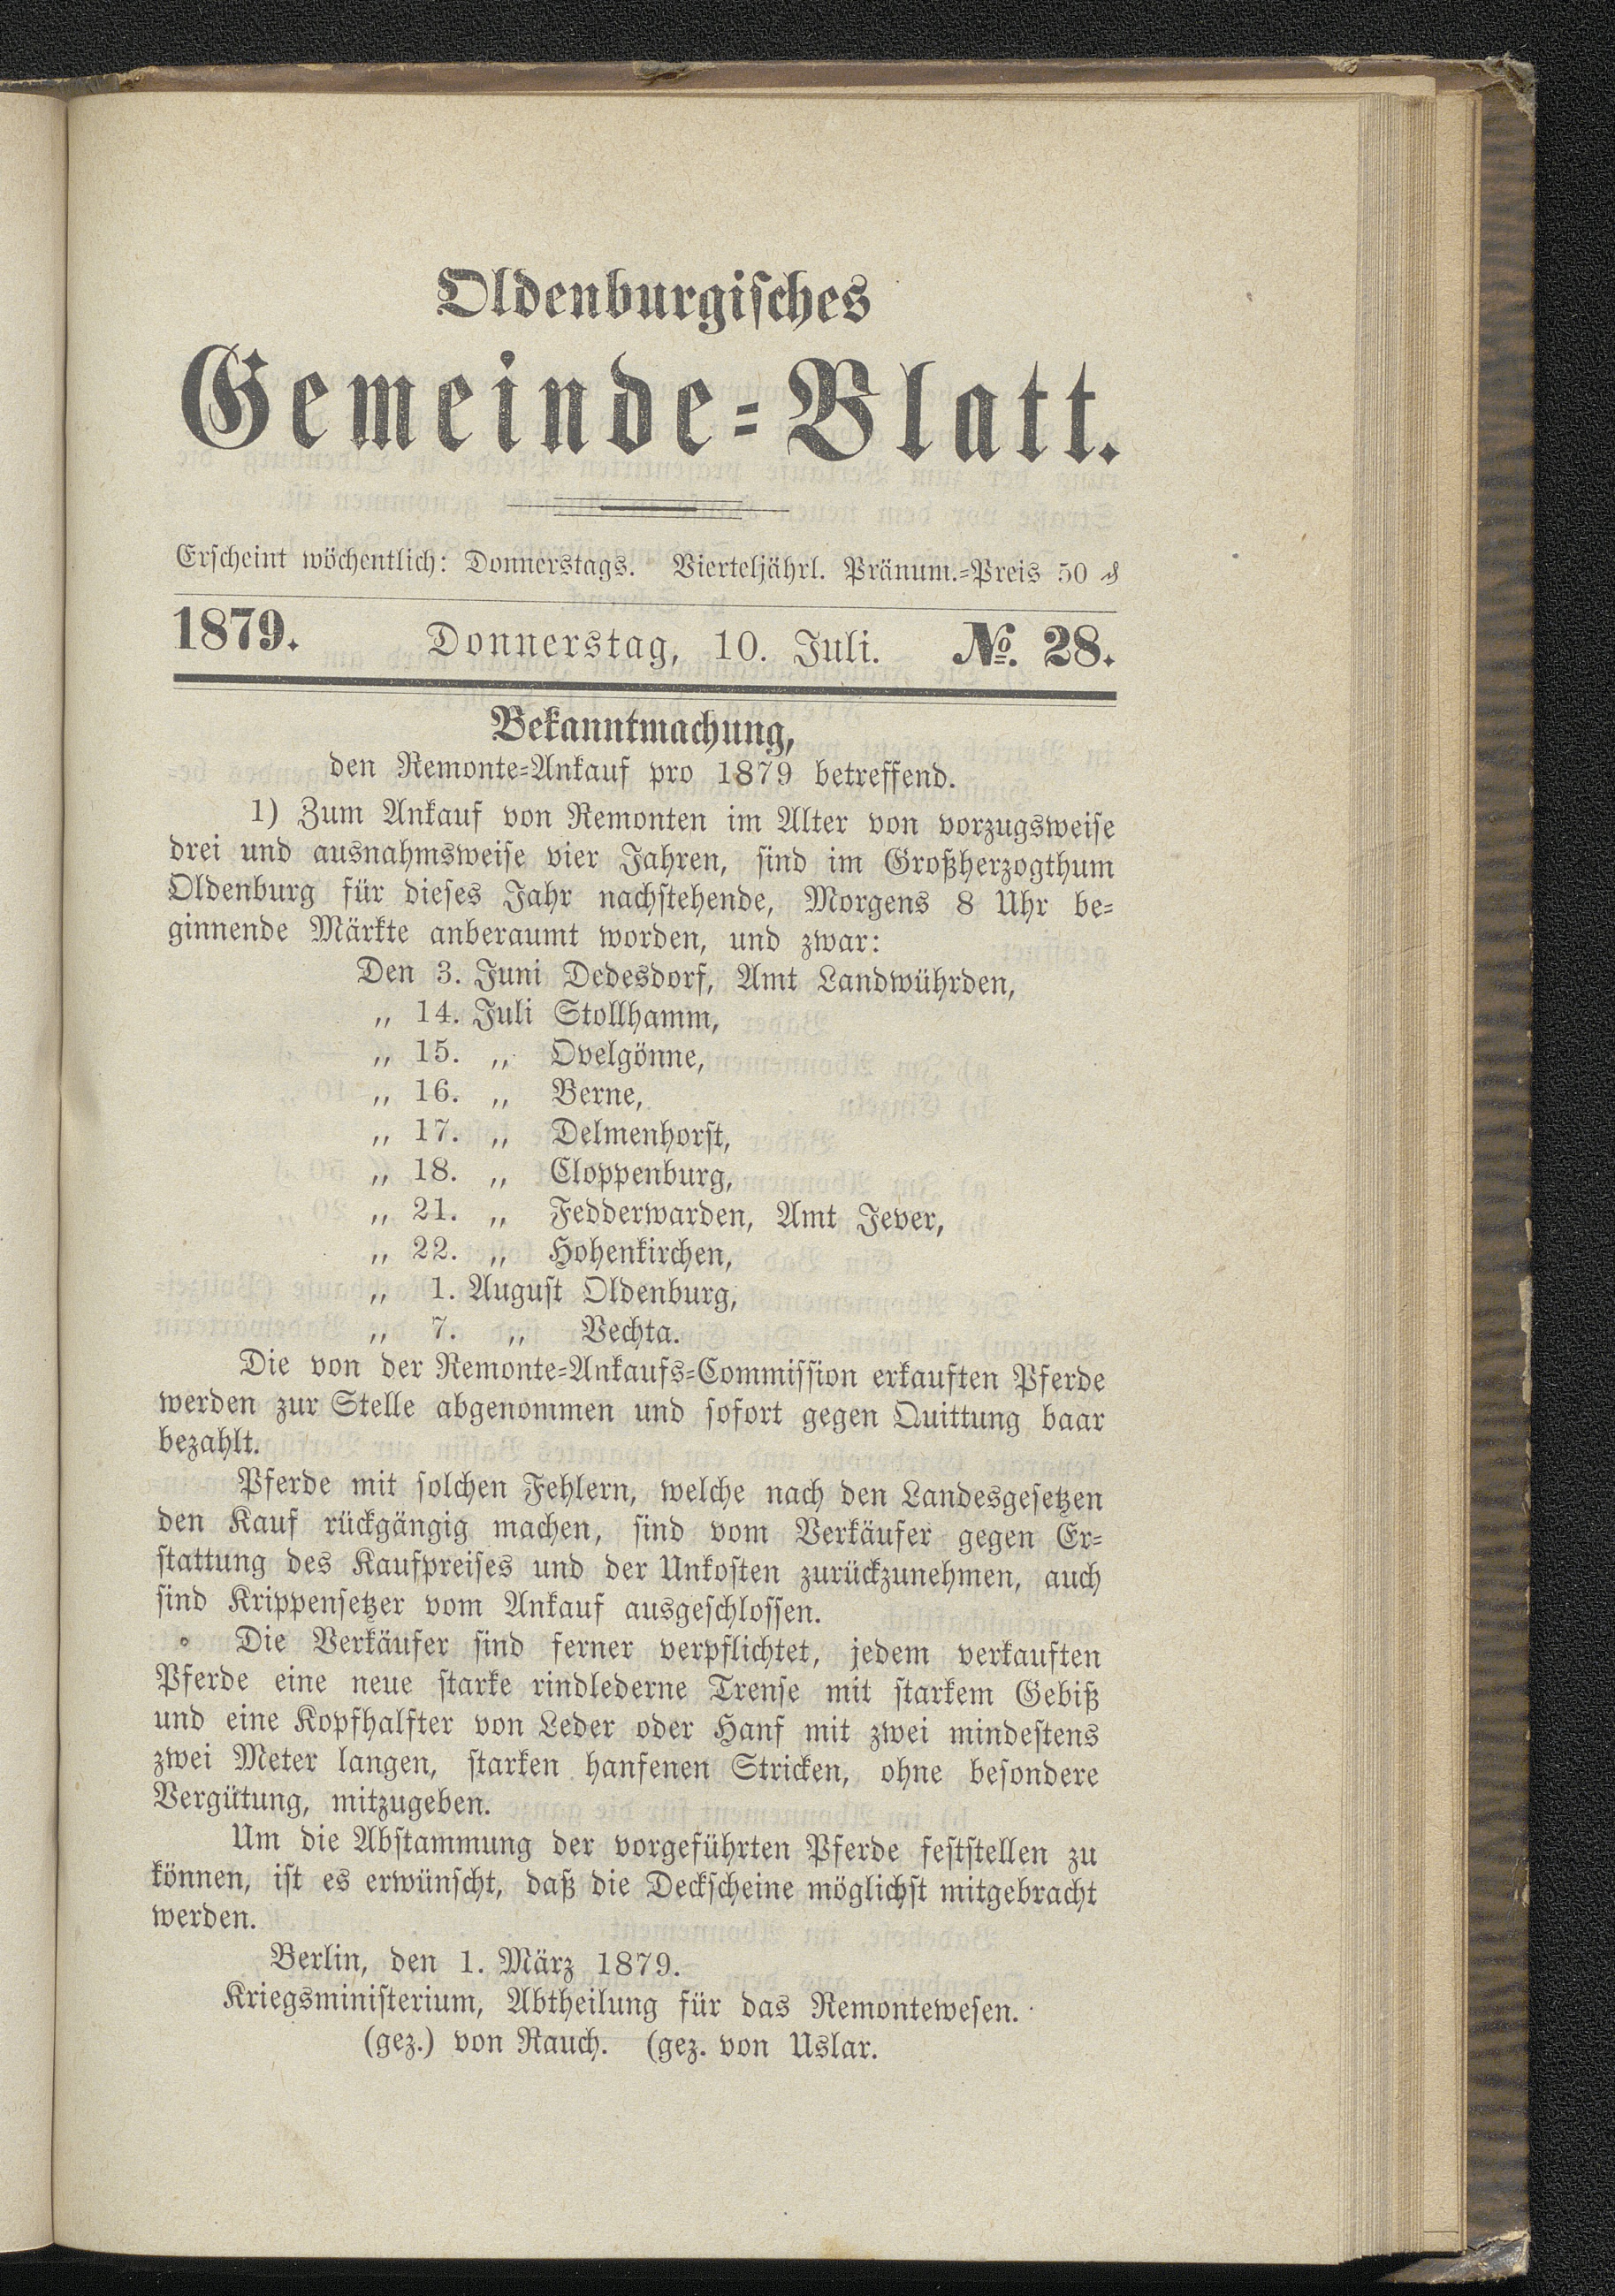 Oldenburgisches
Gemeinde-Blatt.
Erscheint wöchentlich: Donnerstags. Vierteljährl. Pränum.-Preis 50 ₰
1879. Donnerstag, 10. Juli. №. 28.
Bekanntmachung,
den Remonte-Ankauf pro 1879 betreffend.
1) Zum Ankauf von Remonten im Alter von vorzugsweise
drei und ausnahmsweise vier Jahren, sind im Großherzogthum
Oldenburg für dieses Jahr nachstehende, Morgens 8 Uhr be-
ginnende Märkte anberaumt worden, und zwar:
Den 3. Juni Dedesdorf, Amt Landwührden,
„ 14. Juli Stollhamm,
„ 15. „ Ovelgönne,
„ 16. „ Berne,
„ 17. „ Delmenhorst,
„ 18. „ Cloppenburg,
„ 21. „ Fedderwarden, Amt Jever,
„ 22. „ Hohenkirchen,
„ 1. August Oldenburg,
„ 7. „ Vechta.
Die von der Remonte-Ankaufs-Commission erkauften Pferde
werden zur Stelle abgenommen und sofort gegen Quittung baar
bezahlt.
Pferde mit solchen Fehlern, welche nach den Landesgesetzen
den Kauf rückgängig machen, sind vom Verkäufer gegen Er-
stattung des Kaufpreises und der Unkosten zurückzunehmen, auch
sind Krippensetzer vom Ankauf ausgeschlossen.
Die Verkäufer sind ferner verpflichtet, jedem verkauften
Pferde eine neue starke rindlederne Trense mit starkem Gebiß
und eine Kopfhalfter von Leder oder Hanf mit zwei mindestens
zwei Meter langen, starken hanfenen Stricken, ohne besondere
Vergütung, mitzugeben.
Um die Abstammung der vorgeführten Pferde feststellen zu
können, ist es erwünscht, daß die Deckscheine möglichst mitgebracht
werden.
Berlin, den 1. März 1879.
Kriegsministerium, Abtheilung für das Remontewesen.
(gez.) von Rauch. (gez. von Uslar.